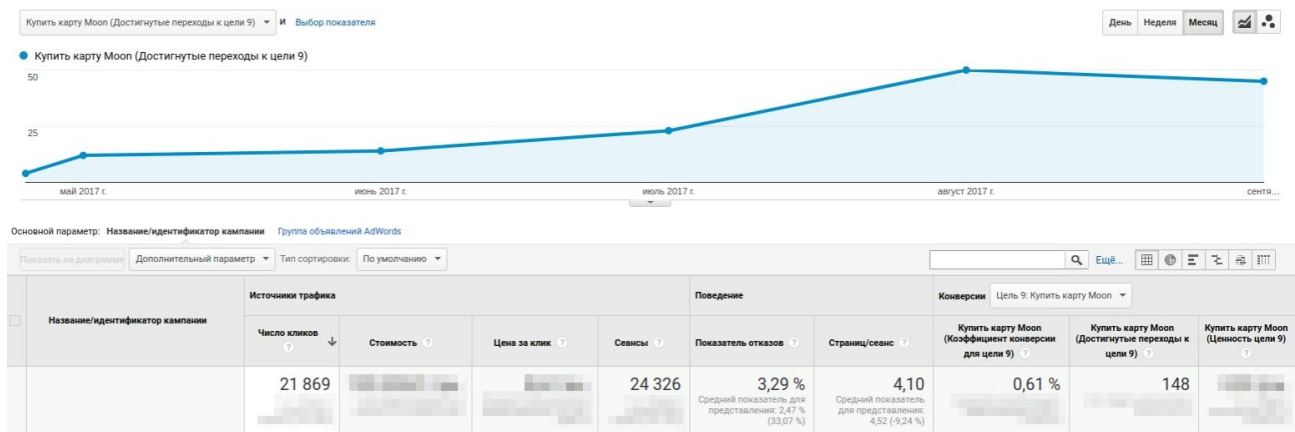 Купить карту Moon (Достигнутые переходы к цели 9) и Выбор показателя День Неделя Месяц
Купить карту Moon (Достигнутые переходы к цели 9)
50
25
май 2017 г. июнь 2017 г. июль 2017 г. август 2017 г. сентя...
Основной параметр: Название/идентификатор кампании Группа объявлений AdWords
Показать на диаграмме Дополнительный параметр Тип сортировки: По умолчанию Ещё...
Источники трафика Поведение Конверсии Цель 9: Купить карту Moon
Название/идентификатор кампании
Число кликов ?
Стоимость ?
Цена за клик ?
Сеансы ?
Показатель отказов ?
Страниц/сеанс ?
Купить карту Moon
(Коэффициент конверсии
для цели 9) ?
Купить карту Moon
(Достигнутые переходы к
цели 9) ?
Купить карту Moon
(Ценность цели 9)
?
21 869
24 326
3,29 %
Средний показатель для
представления: 2,47 %
(33,07 %)
4,10
Средний показатель
для представления:
4,52 (-9,24 %)
0,61 %
148